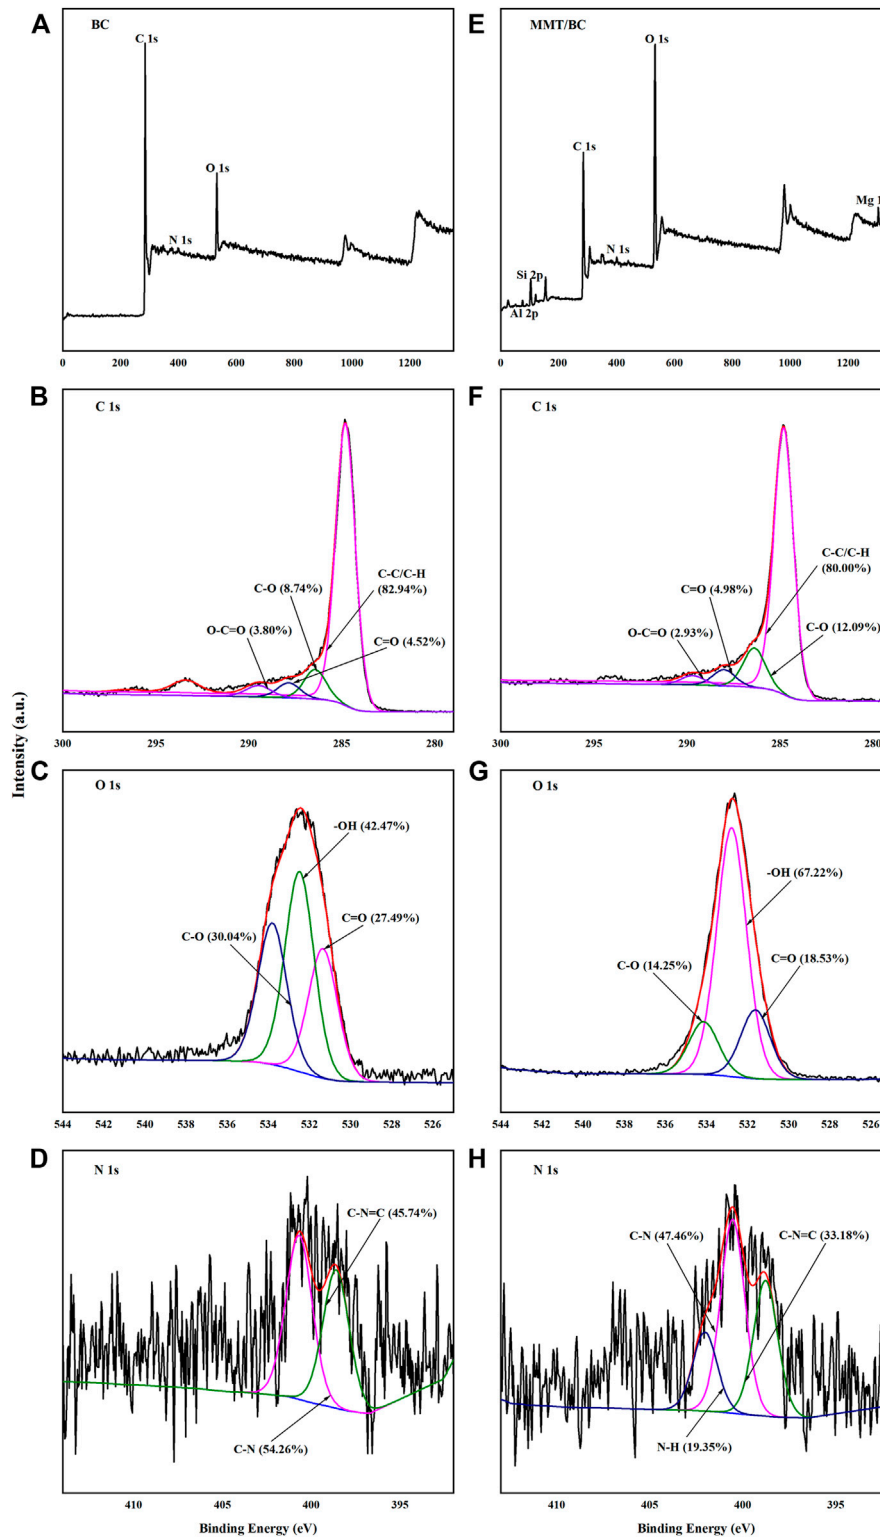 A
BC
C 1s
O 1s
N 1s
0 200 400 600 800 1000 1200
E
MMT/BC
O 1s
C 1s
Mg 1
N 1s
Si 2p
Al 2p
0 200 400 600 800 1000 1200
B
C 1s
C-C/C-H
(82.94%)
C-O (8.74%)
O-C=O (3.80%)
C=O (4.52%)
300 295 290 285 280
F
C 1s
C-C/C-H
(80.00%)
C=O (4.98%)
C-O (12.09%)
O-C=O (2.93%)
300 295 290 285 280
Intensity (a.u.)
C
O 1s
-OH (42.47%)
C=O (27.49%)
C-O (30.04%)
544 542 540 538 536 534 532 530 528 526
G
O 1s
-OH (67.22%)
C=O (18.53%)
C-O (14.25%)
544 542 540 538 536 534 532 530 528 526
D
N 1s
C-N=C (45.74%)
C-N (54.26%)
410 405 400 395
Binding Energy (eV)
H
N 1s
C-N (47.46%)
C-N=C (33.18%)
N-H (19.35%)
410 405 400 395
Binding Energy (eV)